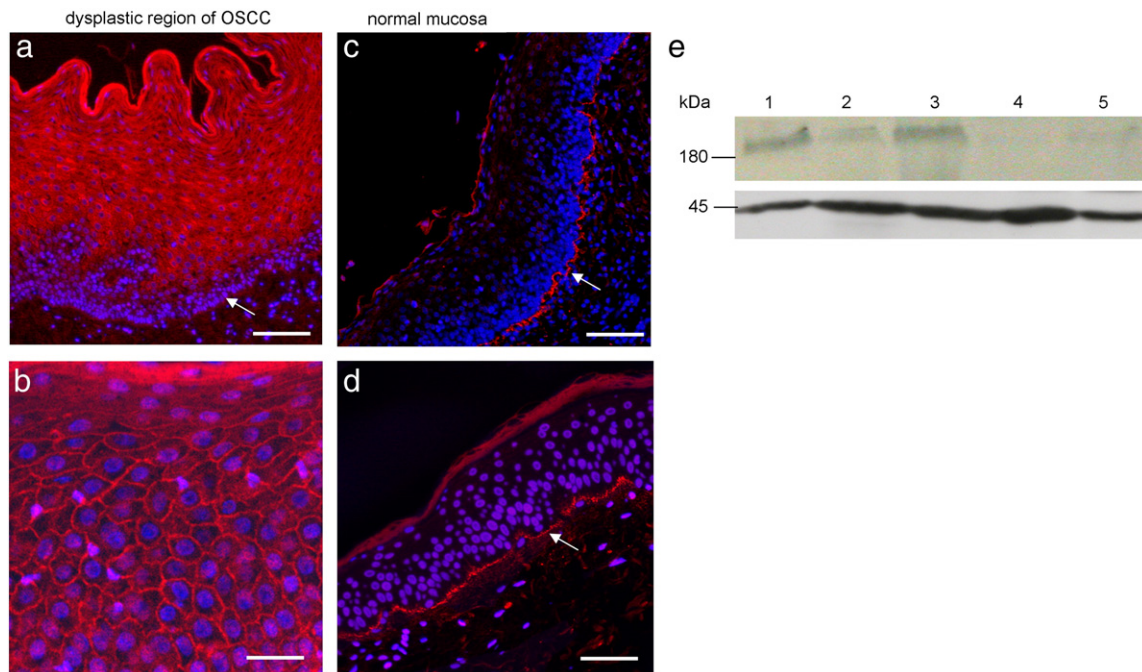 dysplastic region of OSCC
normal mucosa
a
c
e
kDa
1 2 3 4 5
180
45
b
d